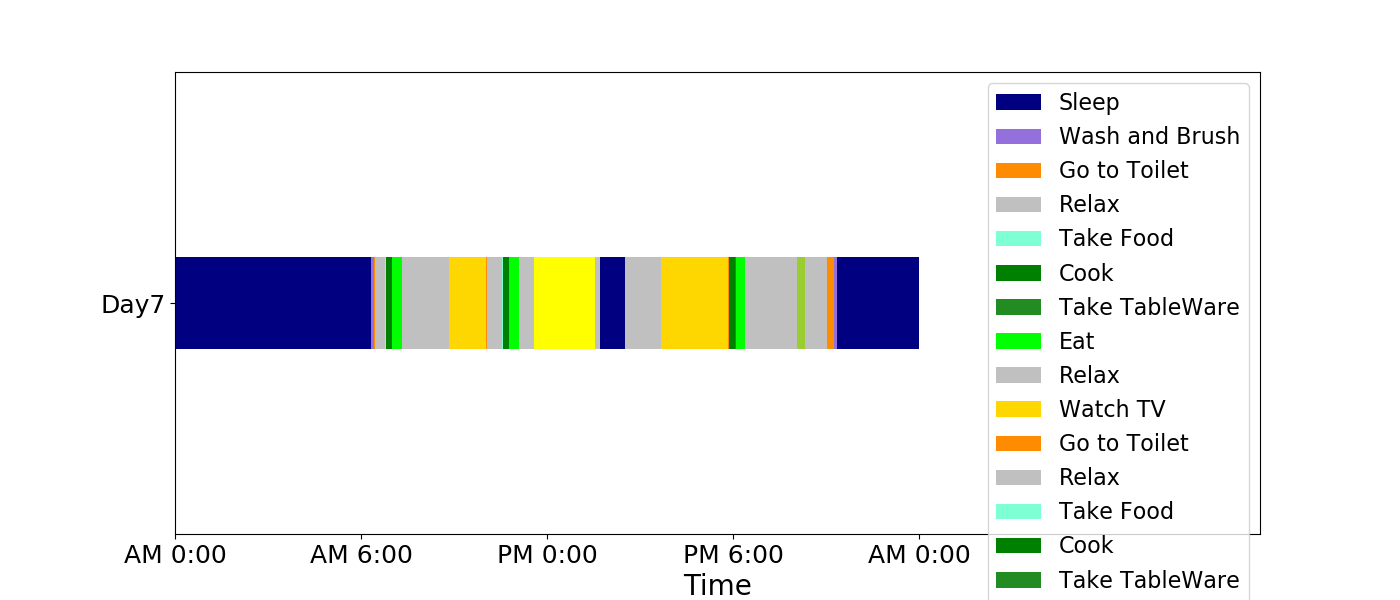 Sleep
Wash and Brush
Go to Toilet
Relax
Take Food
Cook
Take TableWare
Eat
Relax
Watch TV
Go to Toilet
Relax
Take Food
Cook
Take TableWare
Day7
AM 0:00 AM 6:00 PM 0:00 PM 6:00 AM 0:00
Time